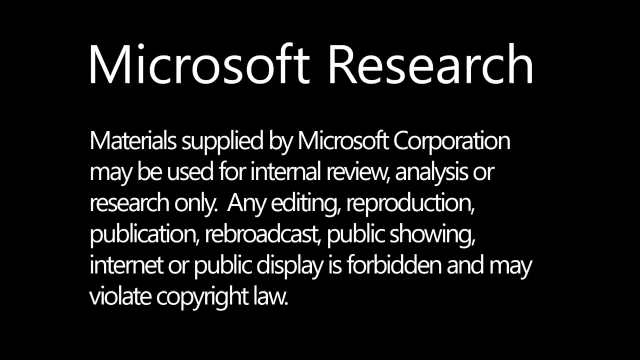 Microsoft Research
Materials supplied by Microsoft Corporation
may be used for internal review, analysis or
research only.  Any editing, reproduction,
publication, rebroadcast, public showing,
internet or public display is forbidden and may
violate copyright law.